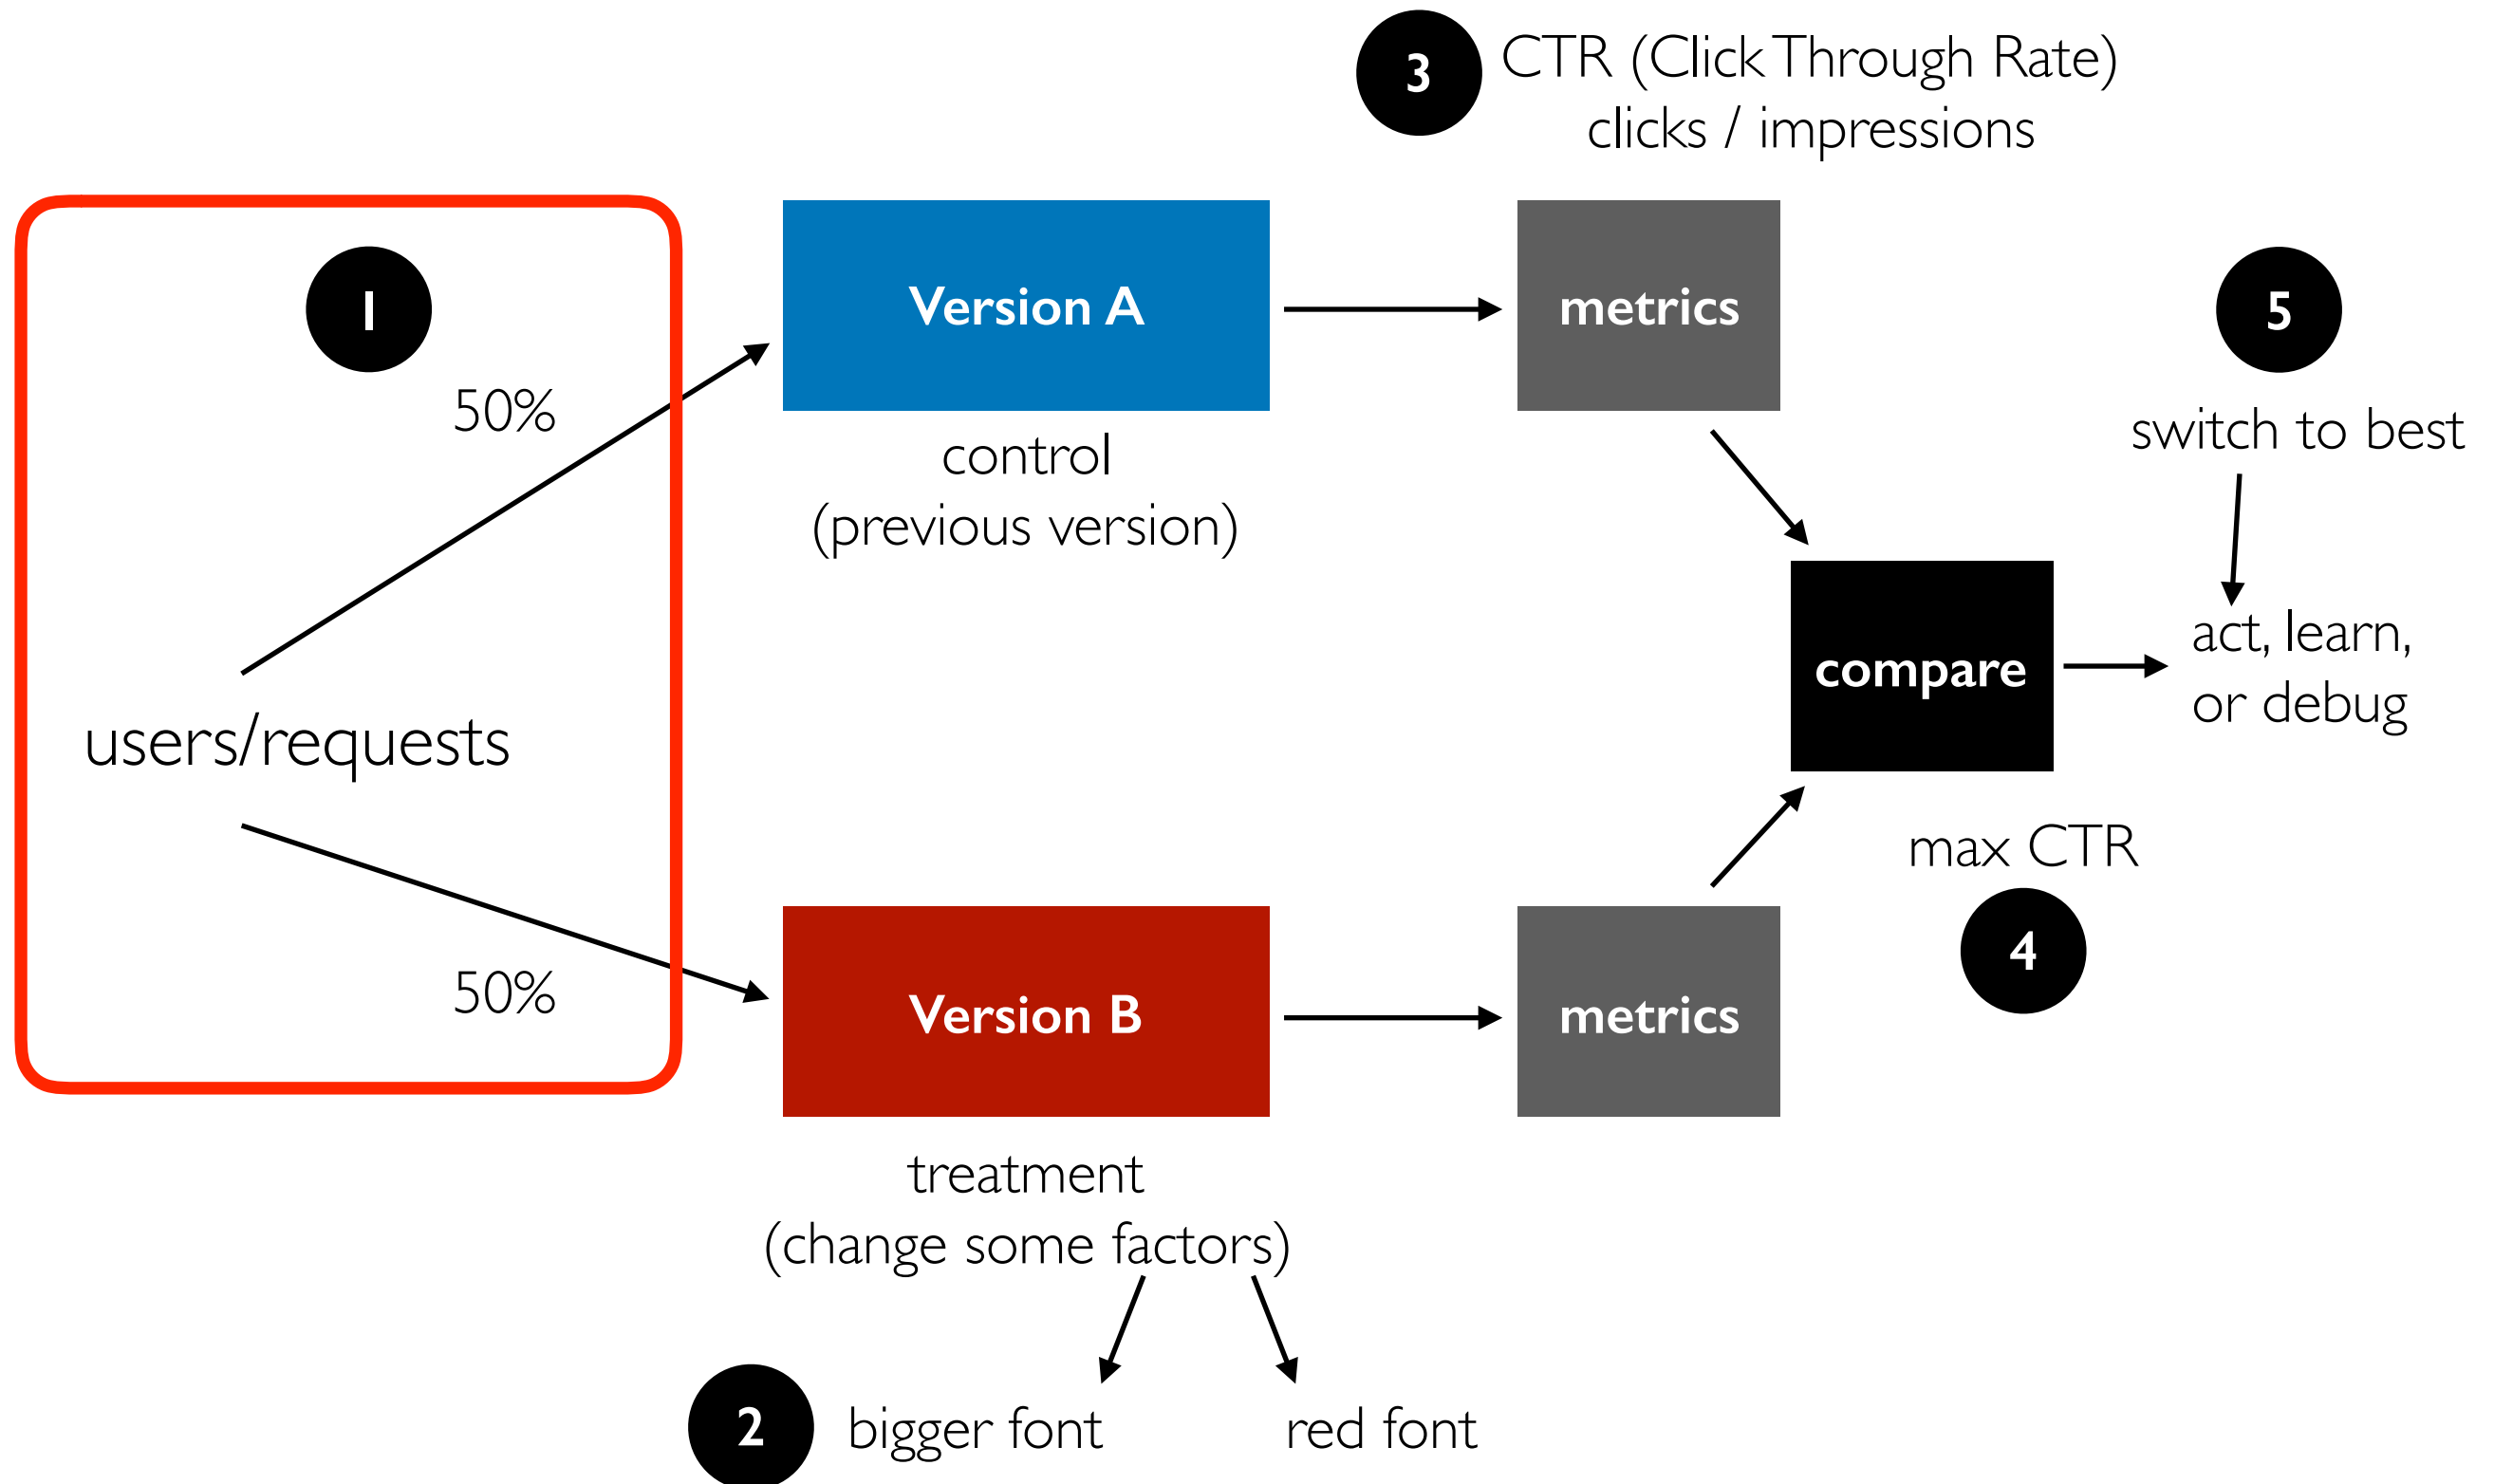 3
CTR (Click Through Rate)
clicks / impressions
1
50%
Version A
metrics
5
control
(previous version)
switch to best
users/requests
compare
act, learn,
or debug
max CTR
4
50%
Version B
metrics
treatment
(change some factors)
2
bigger font
red font